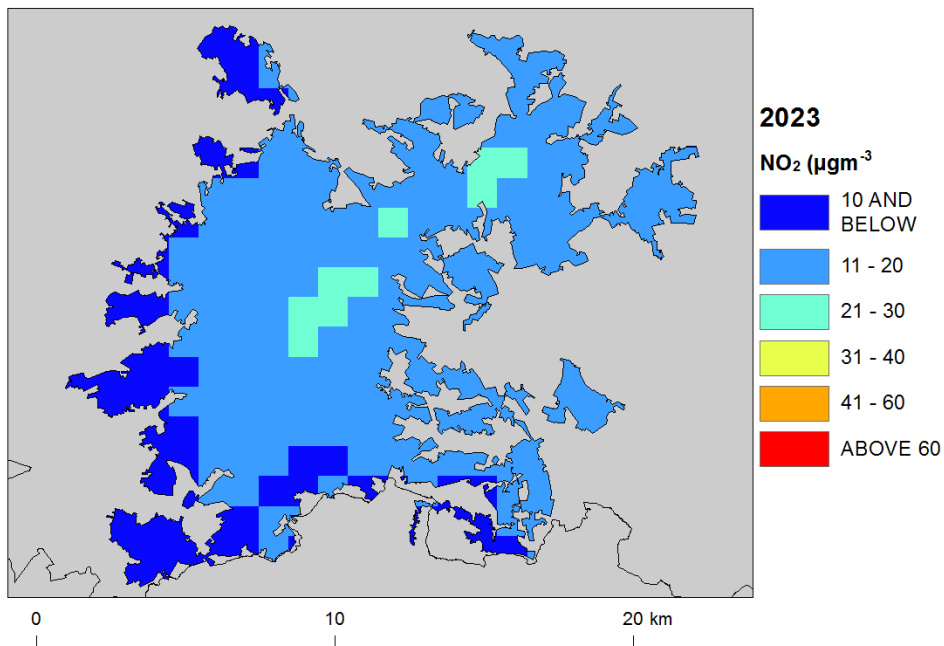 2023
NO₂ (µgm⁻³
10 AND
BELOW
11 - 20
21 - 30
31 - 40
41 - 60
ABOVE 60
0 10 20 km